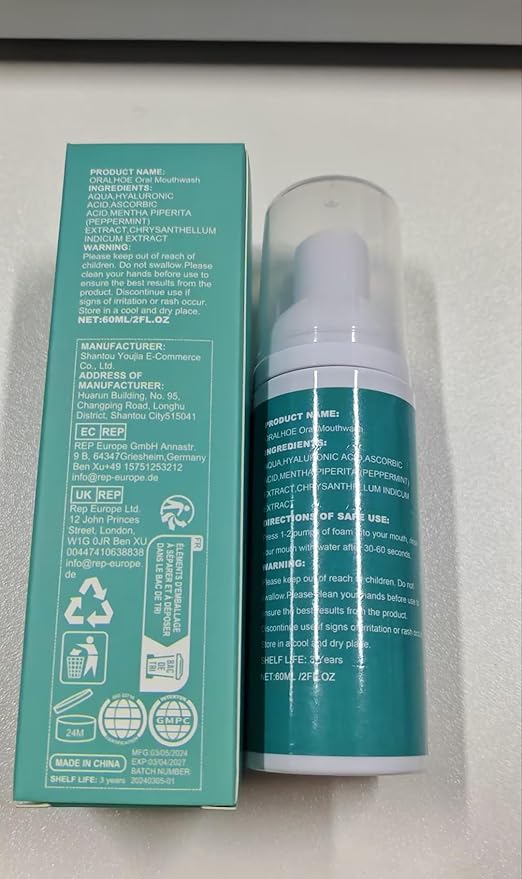 PRODUCT NAME:
ORALHOE Oral Mouthwash
INGREDIENTS:
AQUA,HYALURONIC
ACID,ASCORBIC
ACID,MENTHA PIPERITA
(PEPPERMINT)
EXTRACT,CHRYSANTHELLUM
INDICUM EXTRACT
WARNING:
Please keep out of reach of
children. Do not swallow.Please
clean your hands before use to
ensure the best results from the
product. Discontinue use if
signs of irritation or rash occur.
Store in a cool and dry place.
NET:60ML/2FL.OZ
MANUFACTURER:
Shantou Youjia E-Commerce
Co., Ltd.
ADDRESS OF
MANUFACTURER:
Huarun Building, No. 95,
Changping Road, Longhu
District, Shantou City515041
EC REP
REP Europe GmbH Annastr.
9 B, 64347Griesheim,Germany
Ben Xu+49 15751253212
info@rep-europe.de
UK REP
Rep Europe Ltd.
12 John Princes
Street, London,
W1G 0JR Ben XU
00447410638838
info@rep-europe.
de
FR
ÉLÉMENTS D'EMBALLAGE
À SÉPARER ET À DÉPOSER
DANS LE BAC DE TRI
BAC
DE
TRI
24M
ISO 22716
CERTIFICATION
GMPC
MADE IN CHINA
SHELF LIFE: 3 years
MFG:03/05/2024
EXP:03/04/2027
BATCH NUMBER
20240305-01
PRODUCT NAME:
ORALHOE Oral Mouthwash
INGREDIENTS:
AQUA,HYALURONIC ACID,ASCORBIC
ACID,MENTHA PIPERITA(PEPPERMINT)
EXTRACT,CHRYSANTHELLUM INDICUM
EXTRACT
DIRECTIONS OF SAFE USE:
Press 1-2 pumps of foam into your mouth,
your mouth with water after 30-60 seconds.
WARNING:
Please keep out of reach of children. Do not
swallow.Please clean your hands before use to
ensure the best results from the product.
Discontinue use if signs of irritation or rash
Store in a cool and dry place.
SHELF LIFE: 3 years
NET:60ML /2FL.OZ